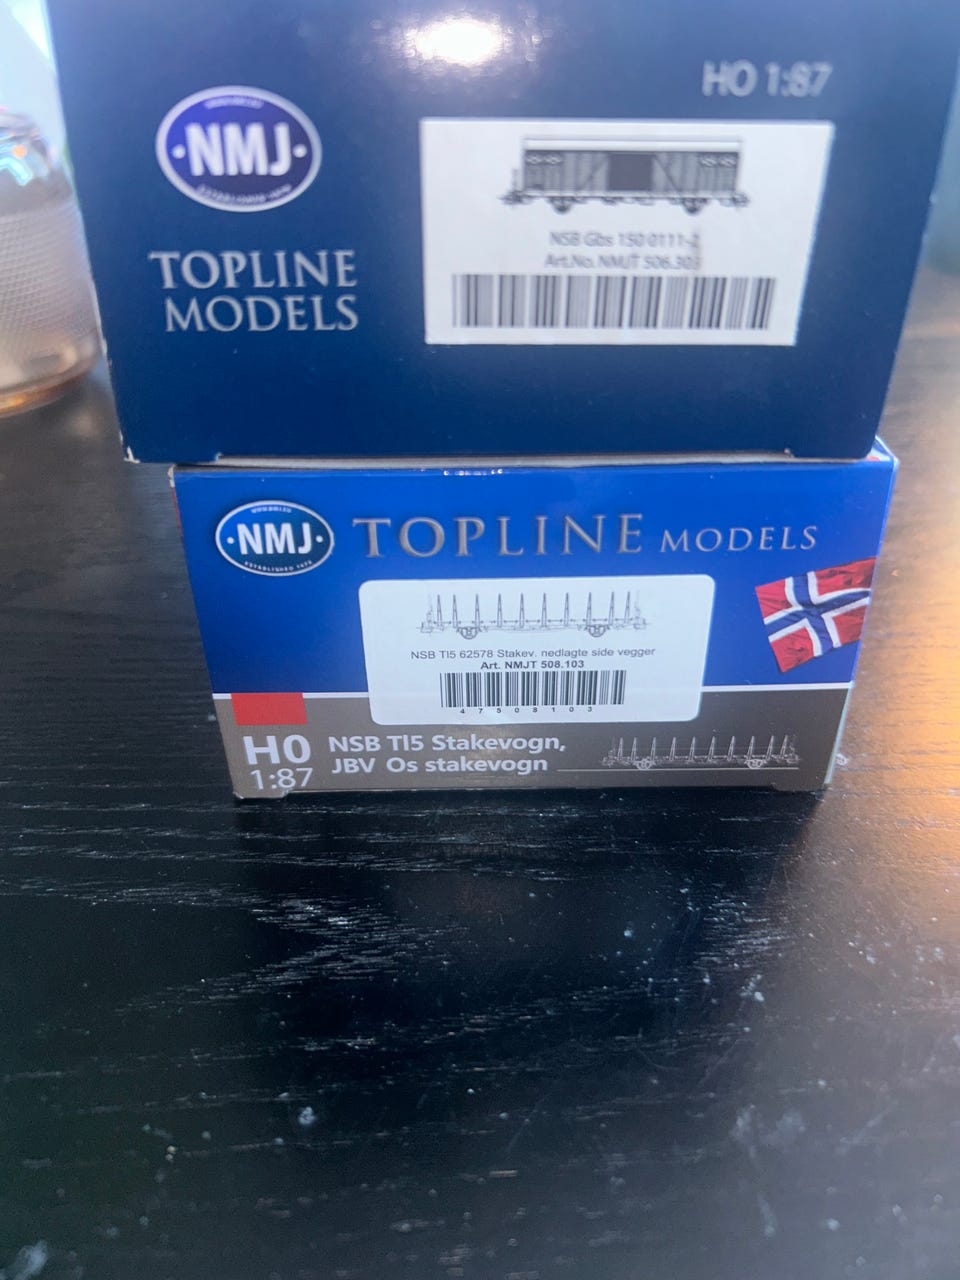 HO 1:87
NMJ
TOPLINE
MODELS
NSB Gbs 150 0111-2
Art.No. NMJT 506.303
NMJ
ESTABLISHED
TOPLINE MODELS
NSB Tl5 62578 Stakev. nedlagte side vegger
Art. NMJT 508.103
47508103
H0
1:87
NSB Tl5 Stakevogn,
JBV Os stakevogn